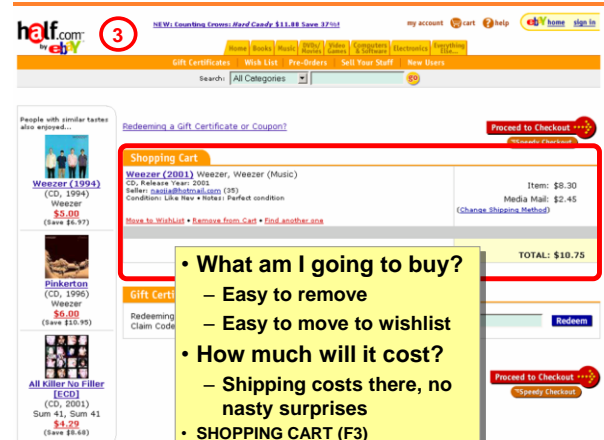 half.com
by ebY
3
NEW: Counting Crows: Hard Candy $11.88 Save 37%!
my account cart help
ebY home sign in
Home Books Music DVDs/Movies Video Games Computers & Software Electronics Everything Else...
Gift Certificates | Wish List | Pre-Orders | Sell Your Stuff | New Users
Search: All Categories go
People with similar tastes also enjoyed...
Weezer (1994)
(CD, 1994)
Weezer
$5.00
(Save $6.97)
Pinkerton
(CD, 1996)
Weezer
$6.00
(Save $10.95)
All Killer No Filler
[ECD]
(CD, 2001)
Sum 41, Sum 41
$4.29
(Save $8.68)
Redeeming a Gift Certificate or Coupon?
Proceed to Checkout
*Speedy Checkout
Shopping Cart
Weezer (2001) Weezer, Weezer (Music)
CD, Release Year: 2001
Seller: naojia@hotmail.com (35)
Condition: Like New • Notes: Perfect condition
Move to WishList • Remove from Cart • Find another one
Item: $8.30
Media Mail: $2.45
(Change Shipping Method)
TOTAL: $10.75
Gift Certi
Redeeming
Claim Code
Redeem
Proceed to Checkout
*Speedy Checkout
• What am I going to buy?
– Easy to remove
– Easy to move to wishlist
• How much will it cost?
– Shipping costs there, no
nasty surprises
• SHOPPING CART (F3)